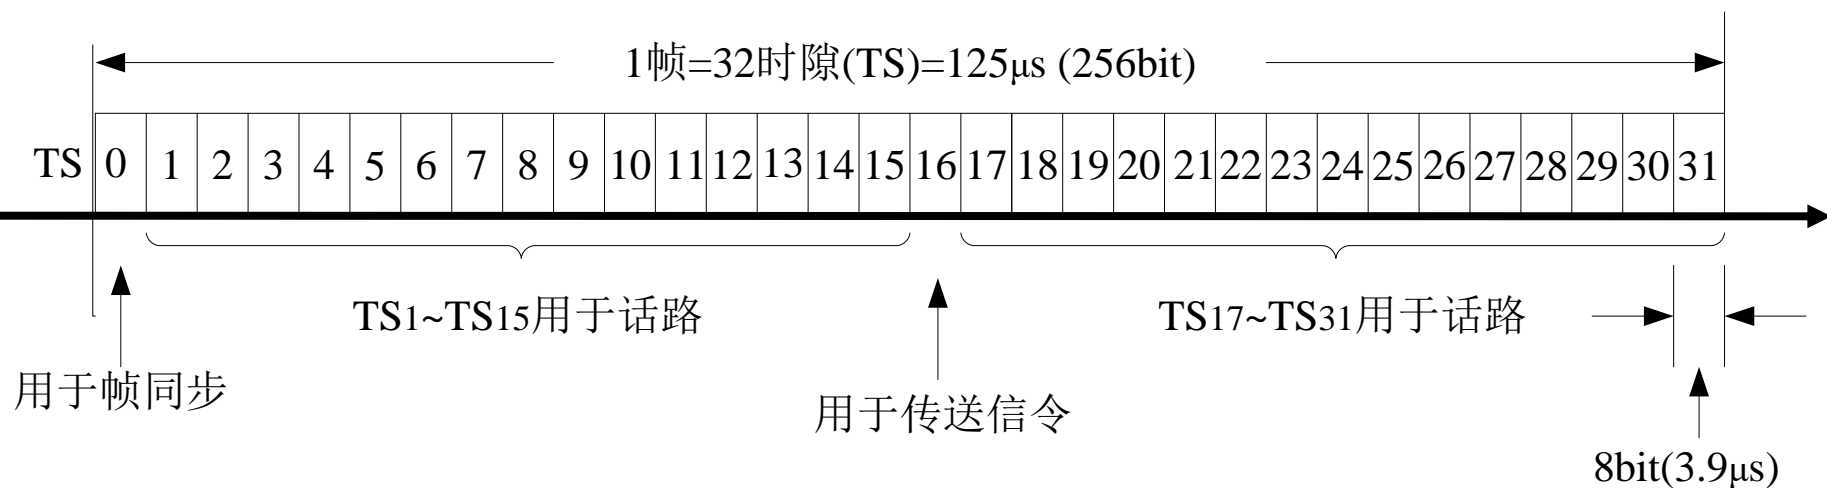 1帧=32时隙(TS)=125μs (256bit)
TS 0 1 2 3 4 5 6 7 8 9 10 11 12 13 14 15 16 17 18 19 20 21 22 23 24 25 26 27 28 29 30 31
TS1~TS15用于话路
TS17~TS31用于话路
用于帧同步
用于传送信令
8bit(3.9μs)